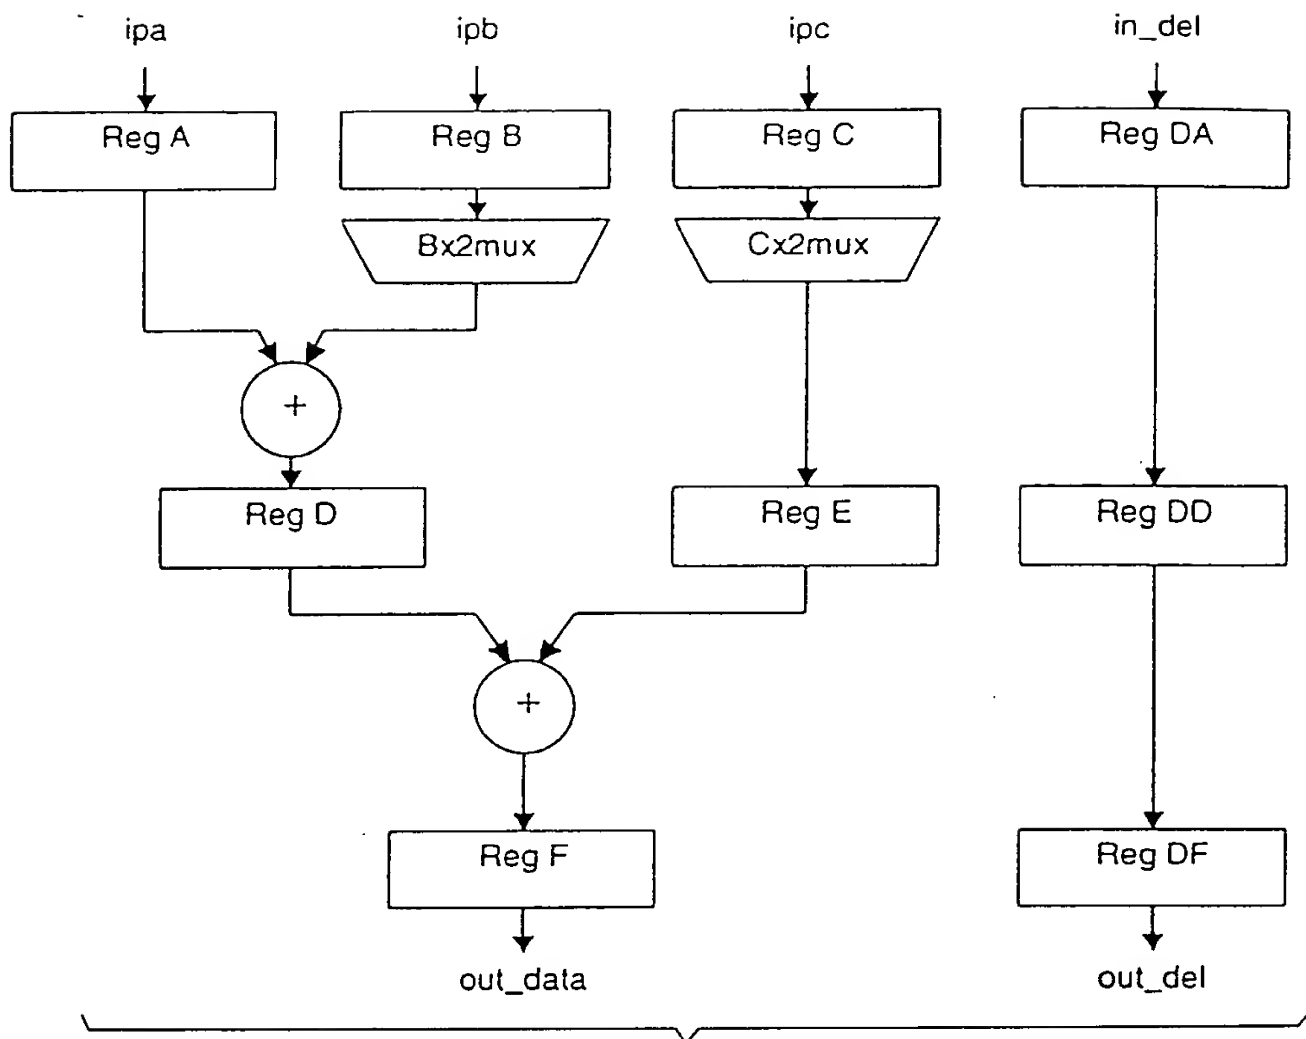 ipa ipb ipc in_del
Reg A Reg B Reg C Reg DA
Bx2mux Cx2mux
+
Reg D Reg E Reg DD
+
Reg F Reg DF
out_data out_del